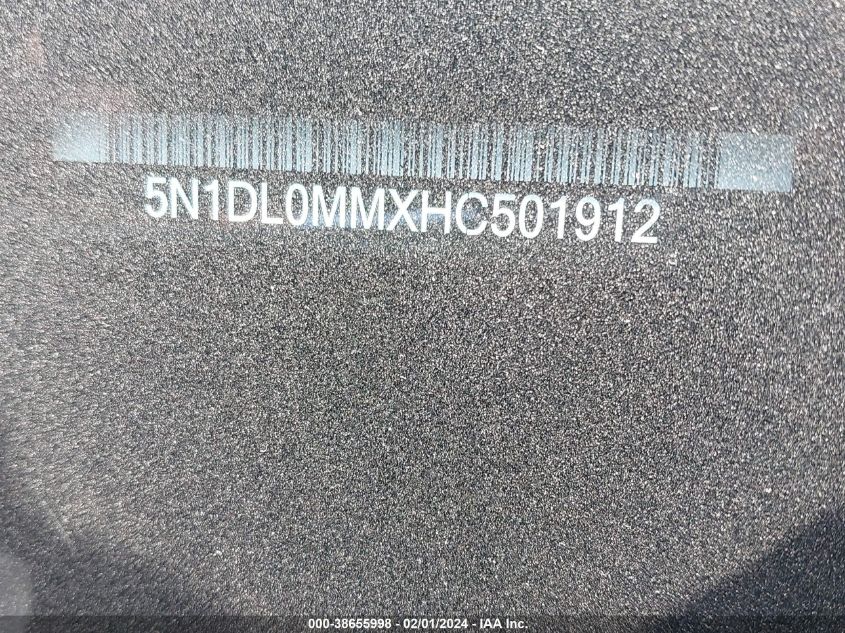 5N1DL0MMXHC501912
000-38655998 - 02/01/2024 - IAA Inc.